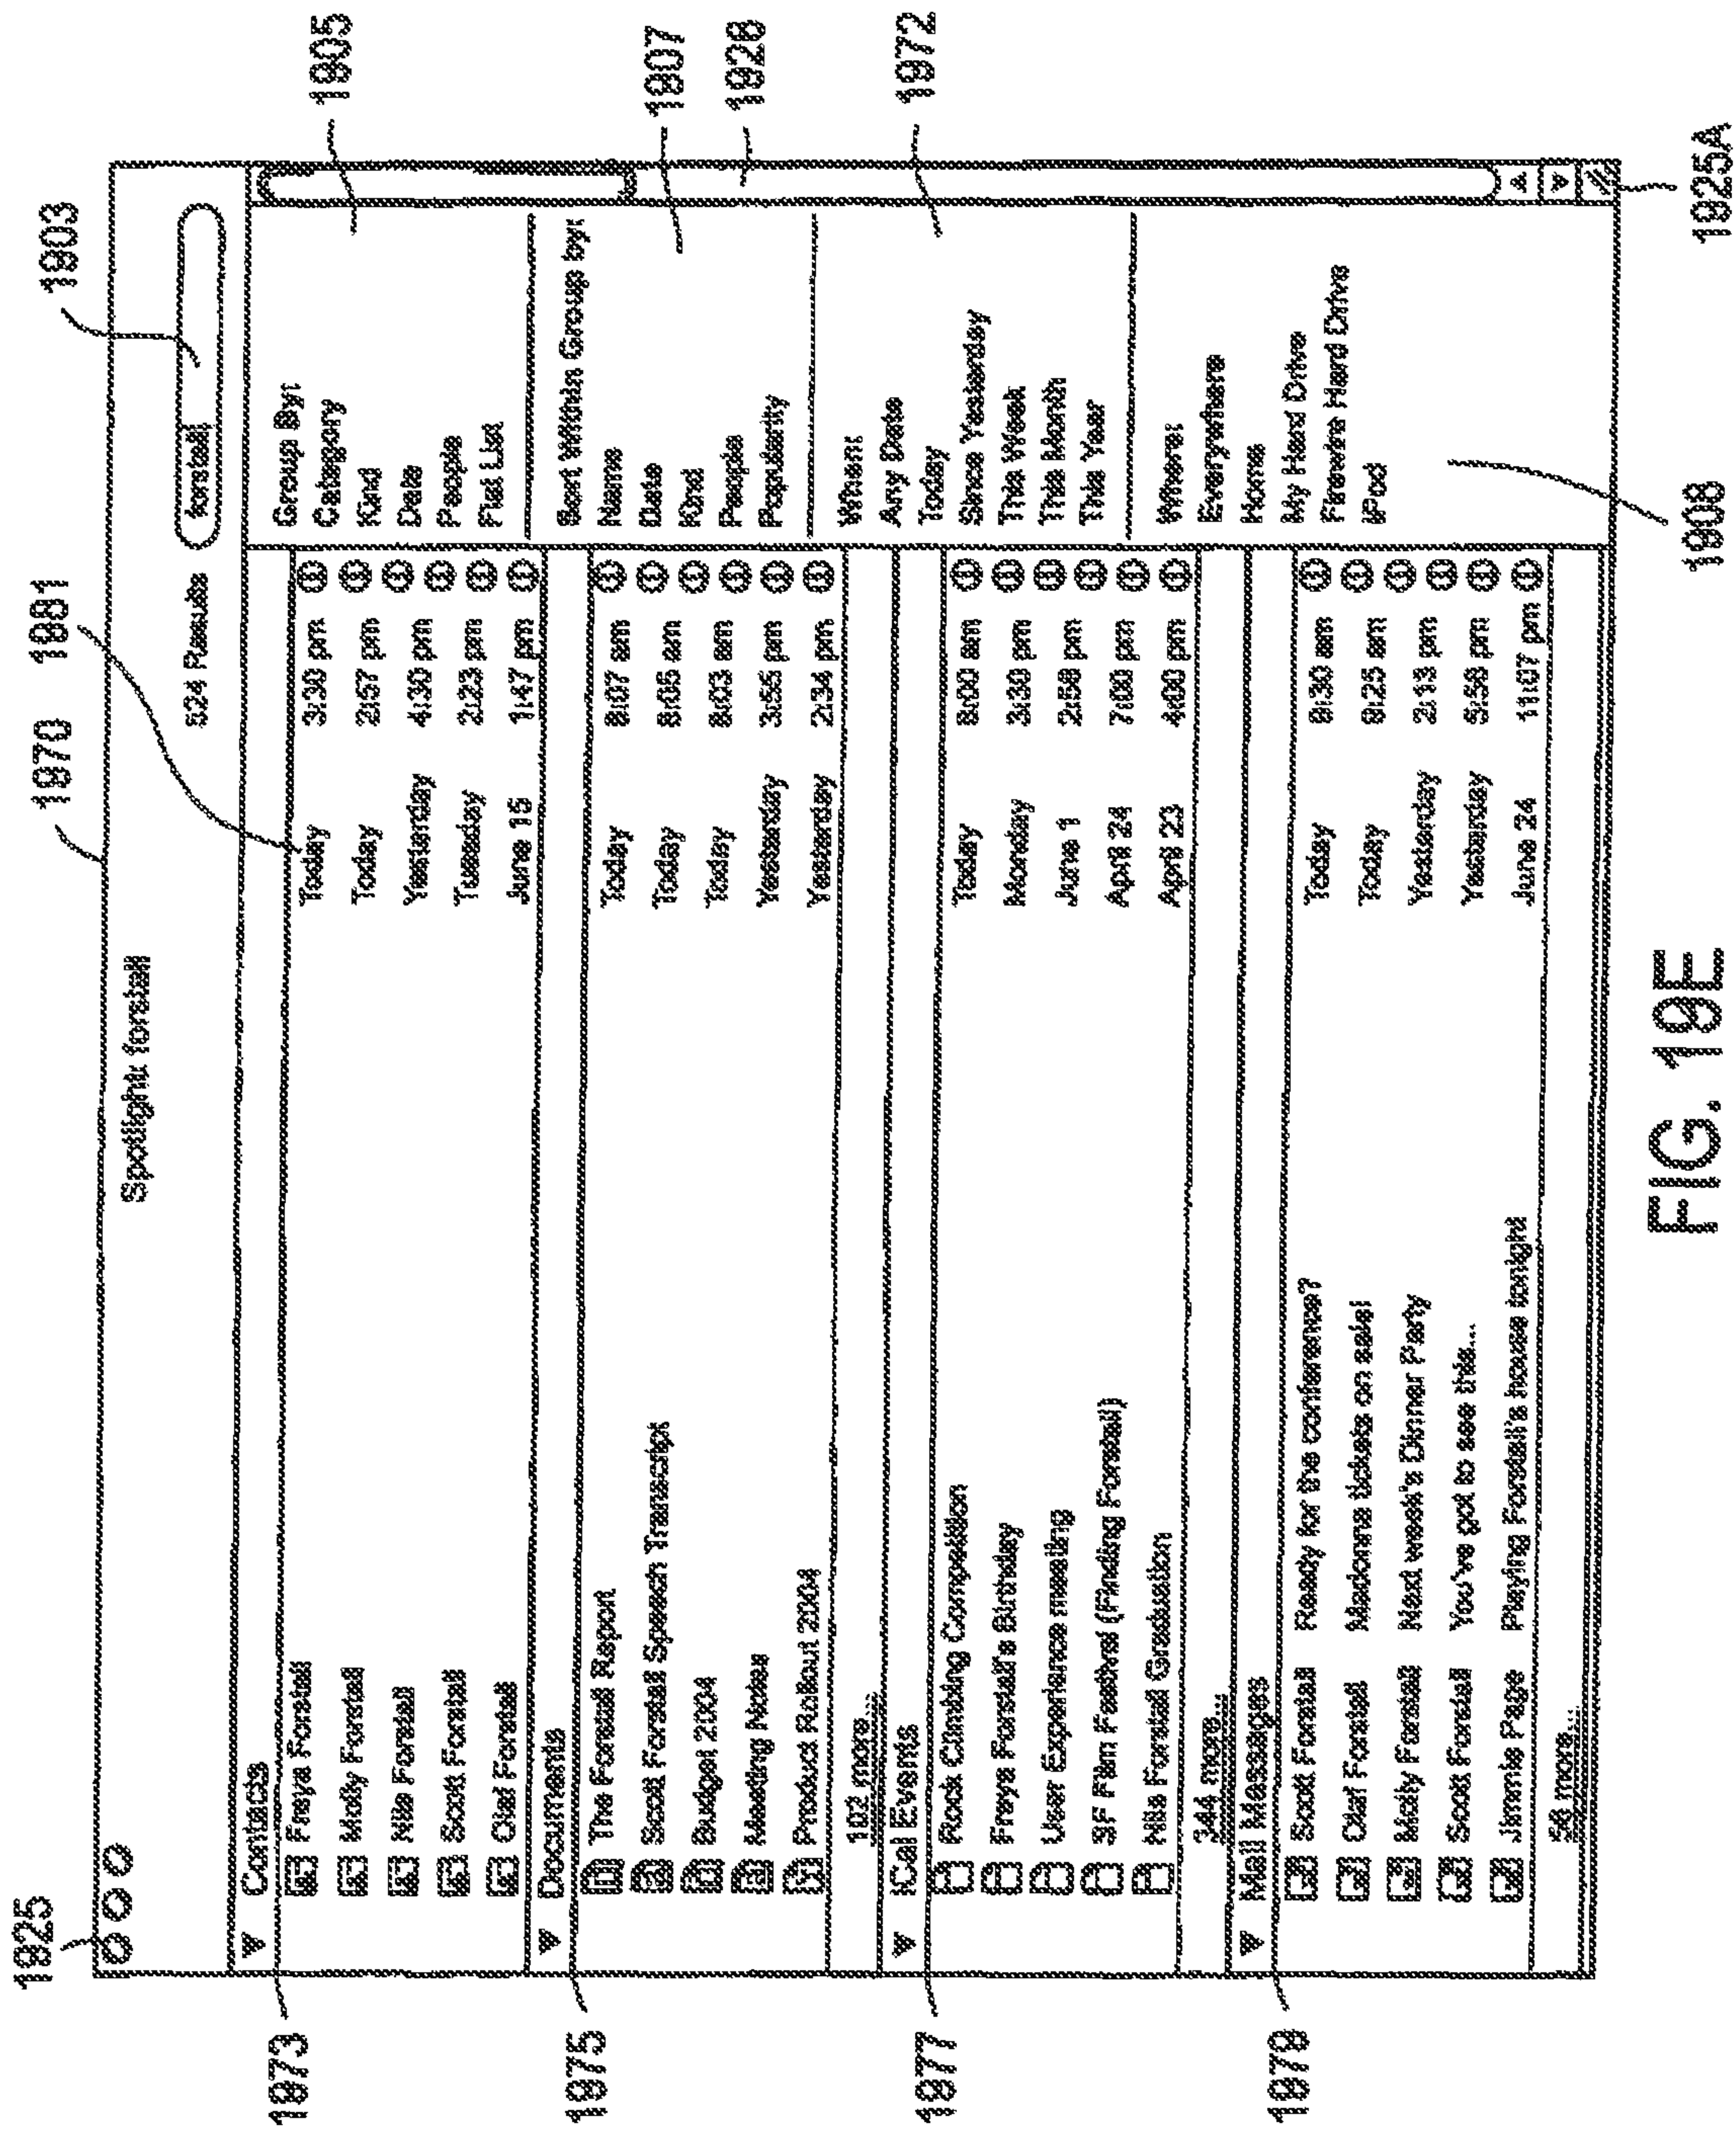 1925
1970
1981
1903
Spotlight: forstall
524 Results
forstall
1905
1907
1928
1972
1973
1975
1977
1979
Contacts
Freya Forstall Today 3:30 pm
Molly Forstall Today 2:57 pm
Nils Forstall Yesterday 4:30 pm
Scott Forstall Tuesday 2:23 pm
Olaf Forstall June 15 1:47 pm
Documents
The Forstall Report Today 8:07 am
Scott Forstall Speech Transcript Today 8:05 am
Budget 2004 Today 8:03 am
Meeting Notes Yesterday 3:55 pm
Product Rollout 2004 Yesterday 2:34 pm
102 more...
iCal Events
Rock Climbing Competition Today 8:00 am
Freya Forstall's Birthday Monday 3:30 pm
User Experience meeting June 1 2:58 pm
SF Film Festival (Finding Forstall) April 24 7:00 pm
Nils Forstall Graduation April 23 4:00 pm
344 more...
Mail Messages
Scott Forstall Ready for the conference? Today 9:30 am
Olaf Forstall Madonna tickets on sale! Today 9:25 am
Molly Forstall Next week's Dinner Party Yesterday 2:13 pm
Scott Forstall You've got to see this... Yesterday 5:58 pm
Jimmie Page Playing Forstall's house tonight June 24 11:07 pm
56 more...
Group By:
Category
Kind
Date
People
Flat List
Sort Within Group by:
Name
Date
Kind
People
Popularity
When:
Any Date
Today
Since Yesterday
This Week
This Month
This Year
Where:
Everywhere
Home
My Hard Drive
Firewire Hard Drive
iPod
1908
1925A
FIG. 19E